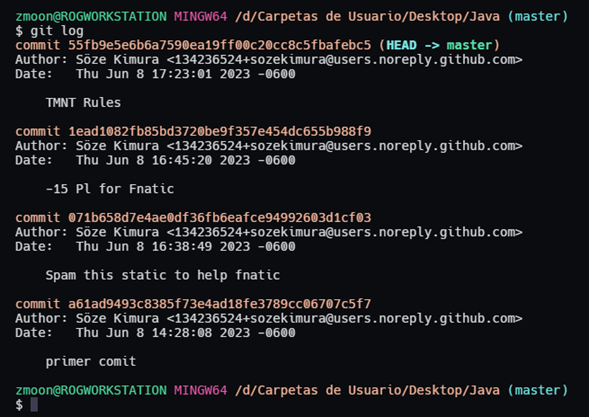 zmoon@ROGWORKSTATION MINGW64 /d/Carpetas de Usuario/Desktop/Java (master)
$ git log
commit 55fb9e5e6b6a7590ea19ff00c20cc8c5fbafebc5 (HEAD -> master)
Author: Söze Kimura <134236524+sozekimura@users.noreply.github.com>
Date:   Thu Jun 8 17:23:01 2023 -0600
TMNT Rules
commit 1ead1082fb85bd3720be9f357e454dc655b988f9
Author: Söze Kimura <134236524+sozekimura@users.noreply.github.com>
Date:   Thu Jun 8 16:45:20 2023 -0600
-15 Pl for Fnatic
commit 071b658d7e4ae0df36fb6eafce94992603d1cf03
Author: Söze Kimura <134236524+sozekimura@users.noreply.github.com>
Date:   Thu Jun 8 16:38:49 2023 -0600
Spam this static to help fnatic
commit a61ad9493c8385f73e4ad18fe3789cc06707c5f7
Author: Söze Kimura <134236524+sozekimura@users.noreply.github.com>
Date:   Thu Jun 8 14:28:08 2023 -0600
primer comit
zmoon@ROGWORKSTATION MINGW64 /d/Carpetas de Usuario/Desktop/Java (master)
$